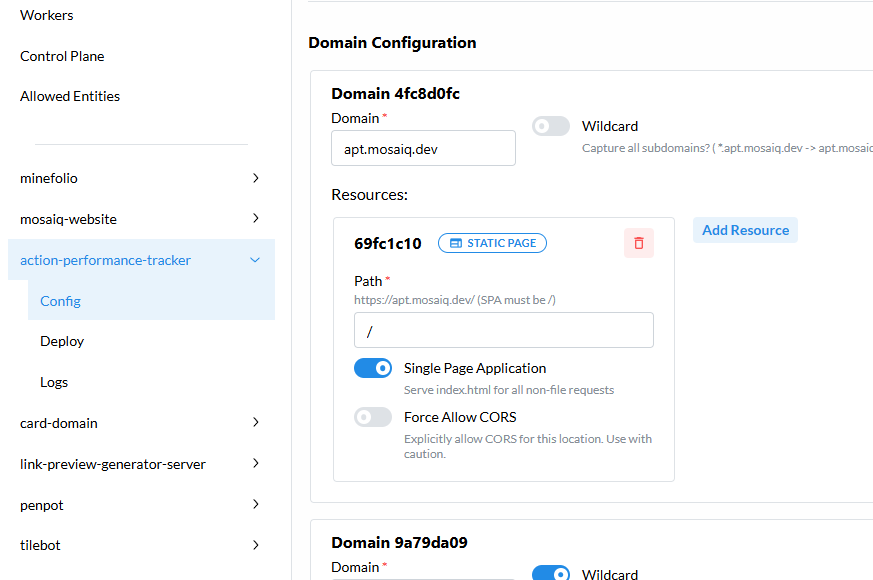 Workers
Control Plane
Allowed Entities
minefolio
mosaiq-website
action-performance-tracker
Config
Deploy
Logs
card-domain
link-preview-generator-server
penpot
tilebot
Domain Configuration
Domain 4fc8d0fc
Domain *
apt.mosaiq.dev
Wildcard
Capture all subdomains? ( *.apt.mosaiq.dev -> apt.mosaiq
Resources:
69fc1c10
STATIC PAGE
Add Resource
Path *
https://apt.mosaiq.dev/ (SPA must be /)
/
Single Page Application
Serve index.html for all non-file requests
Force Allow CORS
Explicitly allow CORS for this location. Use with
caution.
Domain 9a79da09
Domain *
Wildcard